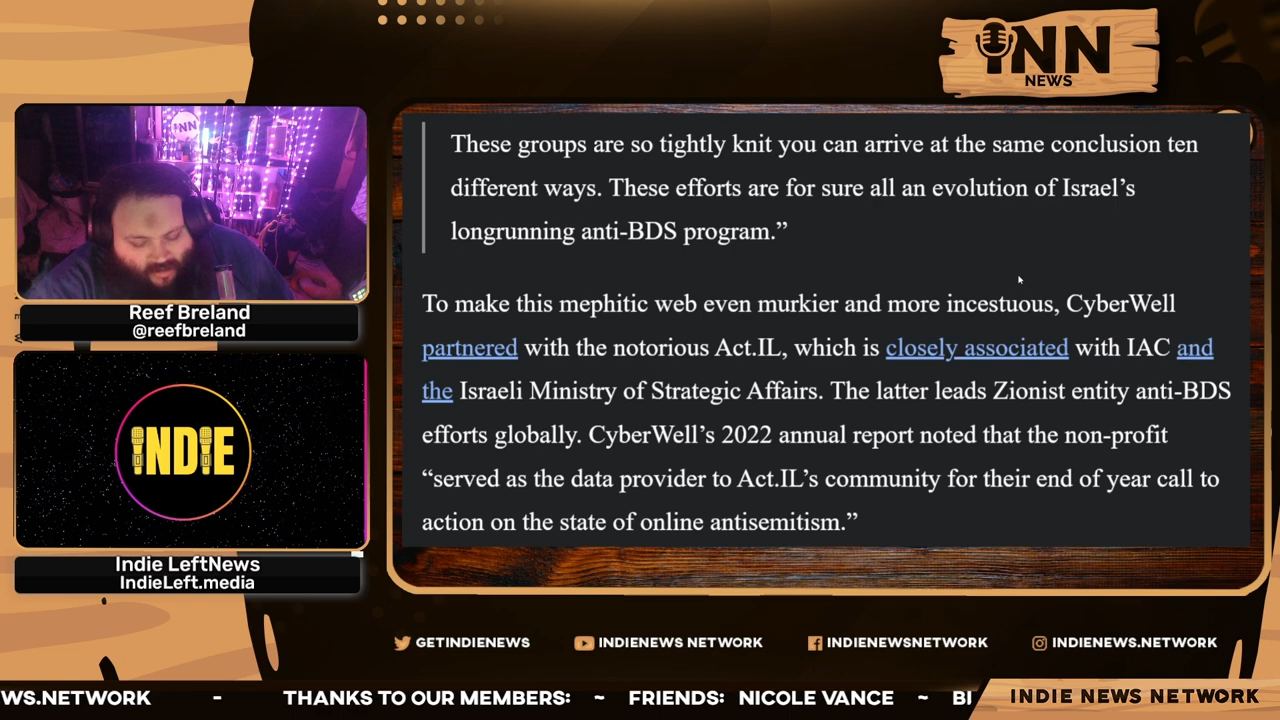 iNN
NEWS
iNN
These groups are so tightly knit you can arrive at the same conclusion ten
different ways. These efforts are for sure all an evolution of Israel’s
longrunning anti-BDS program.”
To make this mephitic web even murkier and more incestuous, CyberWell
partnered with the notorious Act.IL, which is closely associated with IAC and
the Israeli Ministry of Strategic Affairs. The latter leads Zionist entity anti-BDS
efforts globally. CyberWell’s 2022 annual report noted that the non-profit
“served as the data provider to Act.IL’s community for their end of year call to
action on the state of online antisemitism.”
Reef Breland
@reefbreland
iNDiE
Indie LeftNews
IndieLeft.media
GETINDIENEWS
INDIENEWS NETWORK
INDIENEWSNETWORK
INDIENEWS.NETWORK
WS.NETWORK - THANKS TO OUR MEMBERS: ~ FRIENDS: NICOLE VANCE ~ BI
INDIE NEWS NETWORK